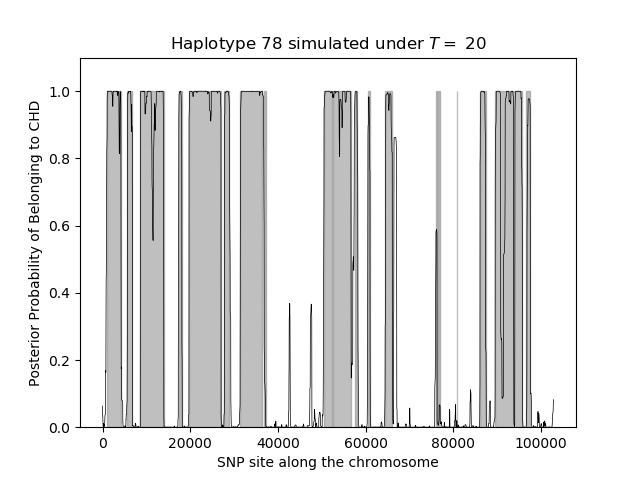 Haplotype 78 simulated under T = 20
Posterior Probability of Belonging to CHD
1.0
0.8
0.6
0.4
0.2
0.0
0 20000 40000 60000 80000 100000
SNP site along the chromosome